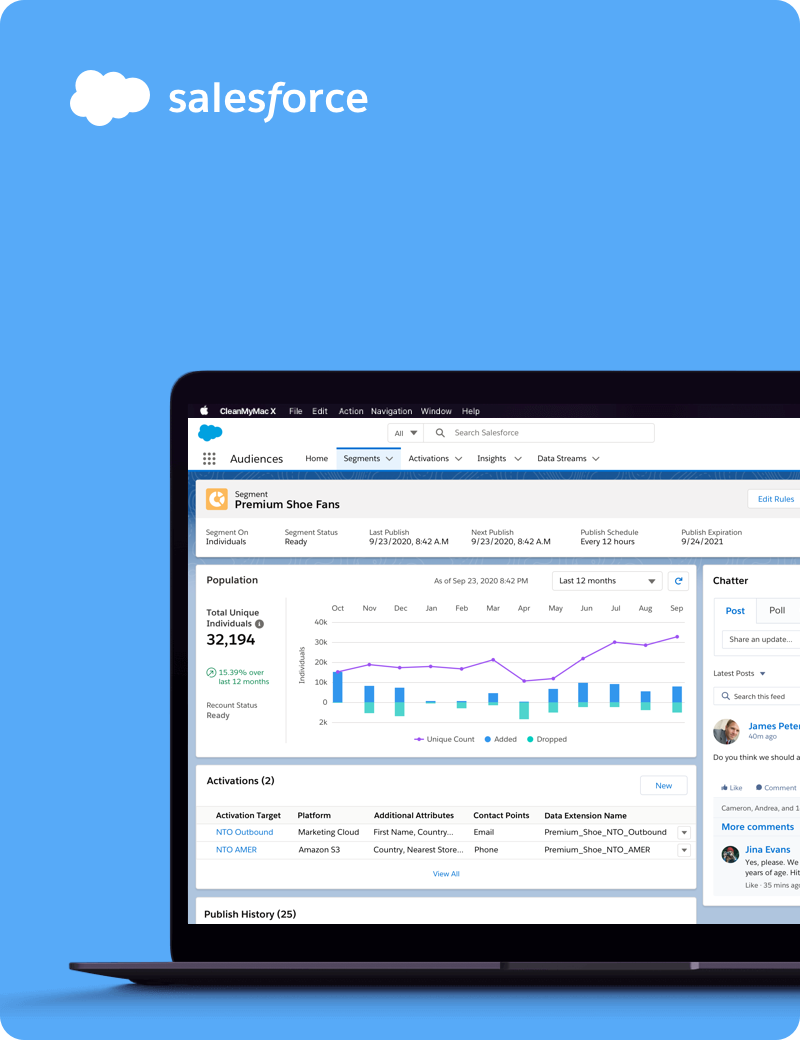 salesforce
CleanMyMac X File Edit Action Navigation Window Help
All Search Salesforce
Audiences Home Segments Activations Insights Data Streams
Segment
Premium Shoe Fans
Edit Rules
Segment On Segment Status Last Publish Next Publish Publish Schedule Publish Expiration
Individuals Ready 9/23/2020, 8:42 A.M 9/23/2020, 8:42 A.M Every 12 hours 9/24/2021
Population
As of Sep 23, 2020 8:42 PM
Last 12 months
Oct Nov Dec Jan Feb Mar Apr May Jun Jul Aug Sep
Total Unique
Individuals
32,194
15.39% over
last 12 months
Recount Status
Ready
Individuals
40k
30k
20k
10k
0
2k
Unique Count Added Dropped
Activations (2)
New
Activation Target Platform Additional Attributes Contact Points Data Extension Name
NTO Outbound Marketing Cloud First Name, Country... Email Premium_Shoe_NTO_Outbound
NTO AMER Amazon S3 Country, Nearest Store... Phone Premium_Shoe_NTO_AMER
View All
Publish History (25)
Chatter
Post Poll
Share an update...
Latest Posts
Search this feed
James Peter
40m ago
Do you think we should a
Like Comment
Cameron, Andrea, and 1
More comments
Jina Evans
Yes, please. We
years of age. Hit
Like · 35 mins ago